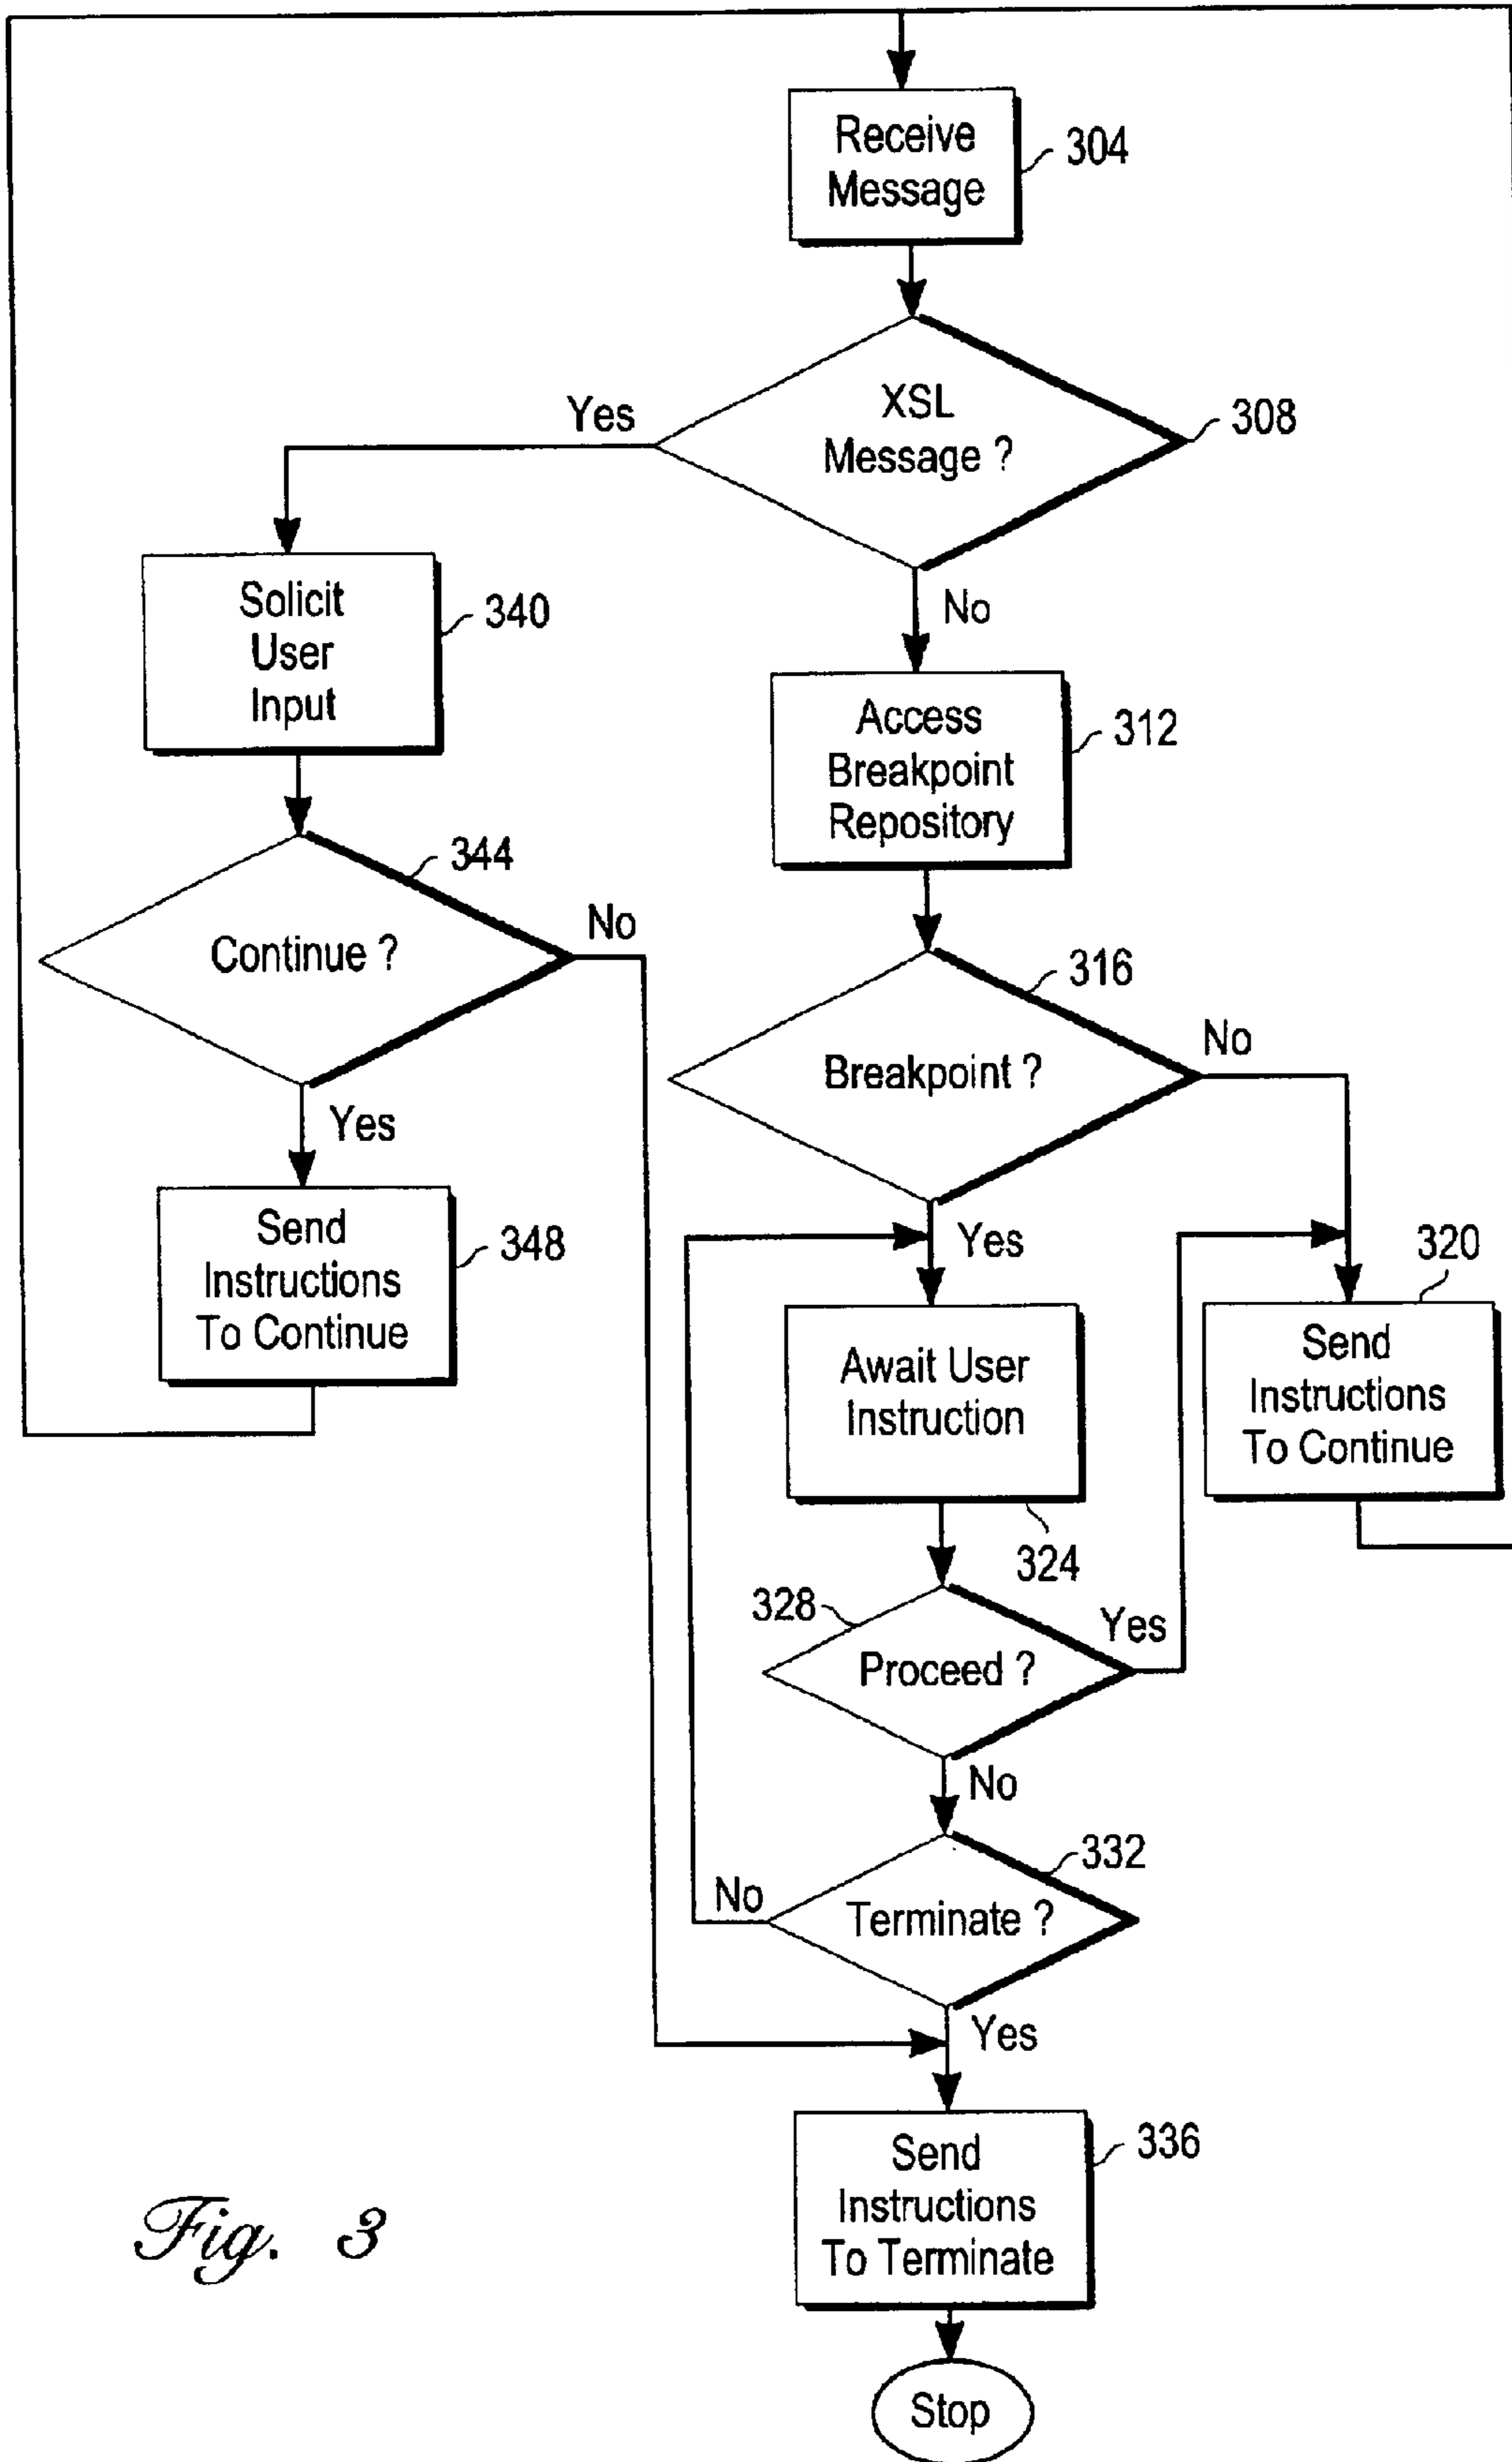 Receive
Message
304
XSL
Message ?
308
Yes
No
Solicit
User
Input
340
Access
Breakpoint
Repository
312
344
Continue ?
No
Yes
316
Breakpoint ?
No
Yes
Send
Instructions
To Continue
348
320
Send
Instructions
To Continue
Await User
Instruction
324
328
Proceed ?
Yes
No
332
Terminate ?
No
Yes
Send
Instructions
To Terminate
336
Stop
Fig. 3